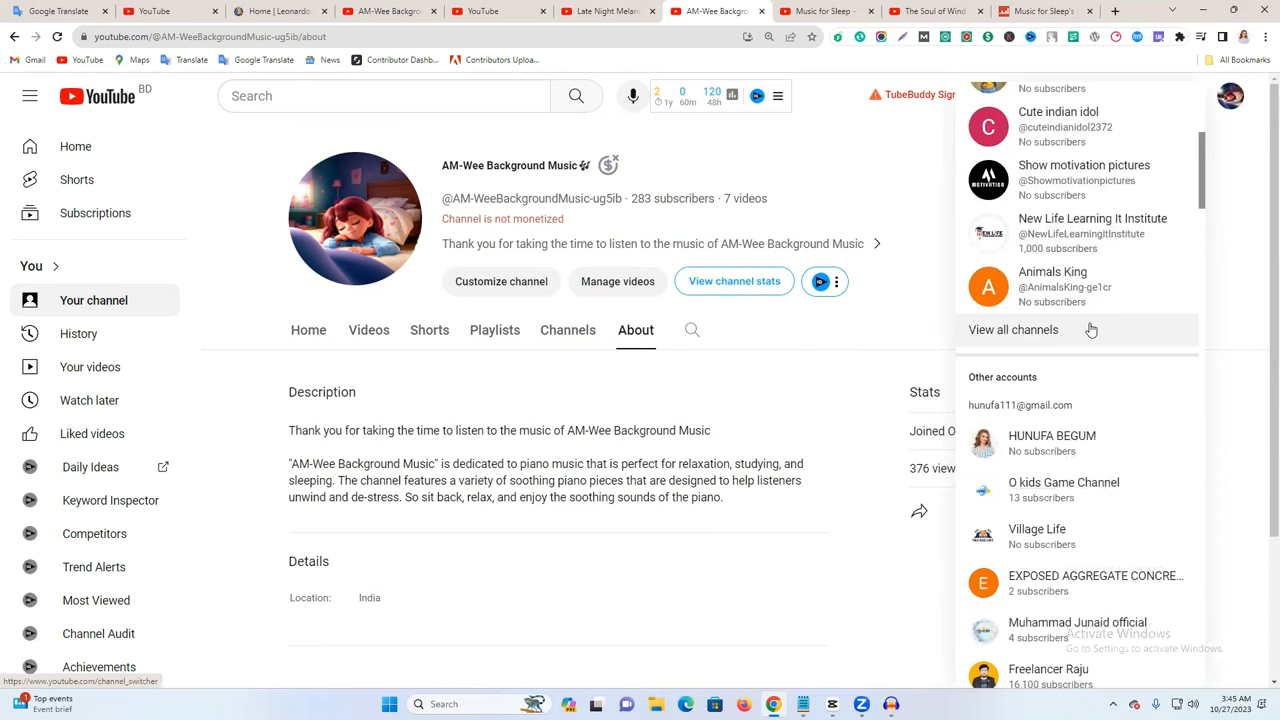 Google Translate
YouTube
Home | Leonardo
AM-Wee Backgro
YouTube
Late Night Melan
AM-Wee Backgro
Music for Sleep -
The Soul of Wind
Music for Sleep's
youtube.com/@AM-WeeBackgroundMusic-ug5ib/about
Gmail
YouTube
Maps
Translate
Google Translate
News
Contributor Dashb...
Contributors Uploa...
All Bookmarks
YouTube BD
Search
2 0 120
1y 60m 48h
TubeBuddy Sign
Home
Shorts
Subscriptions
You
Your channel
History
Your videos
Watch later
Liked videos
Daily Ideas
Keyword Inspector
Competitors
Trend Alerts
Most Viewed
Channel Audit
Achievements
https://www.youtube.com/channel_switcher
AM-Wee Background Music
@AM-WeeBackgroundMusic-ug5ib · 283 subscribers · 7 videos
Channel is not monetized
Thank you for taking the time to listen to the music of AM-Wee Background Music
Customize channel
Manage videos
View channel stats
Home
Videos
Shorts
Playlists
Channels
About
Description
Thank you for taking the time to listen to the music of AM-Wee Background Music
"AM-Wee Background Music" is dedicated to piano music that is perfect for relaxation, studying, and
sleeping. The channel features a variety of soothing piano pieces that are designed to help listeners
unwind and de-stress. So sit back, relax, and enjoy the soothing sounds of the piano.
Details
Location: India
Stats
Joined O
376 view
No subscribers
C
Cute indian idol
@cuteindianidol2372
No subscribers
MOTIVATION
Show motivation pictures
@Showmotivationpictures
No subscribers
NEW LIFE
New Life Learning It Institute
@NewLifeLearningitInstitute
1,000 subscribers
A
Animals King
@AnimalsKing-ge1cr
No subscribers
View all channels
Other accounts
hunufa111@gmail.com
HUNUFA BEGUM
No subscribers
O kids Game Channel
13 subscribers
Village Life
No subscribers
E
EXPOSED AGGREGATE CONCRE...
2 subscribers
Muhammad Junaid official
4 subscribers
Freelancer Raju
16,100 subscribers
Activate Windows
Go to Settings to activate Windows.
Top events
Event brief
Search
3:45 AM
10/27/2023